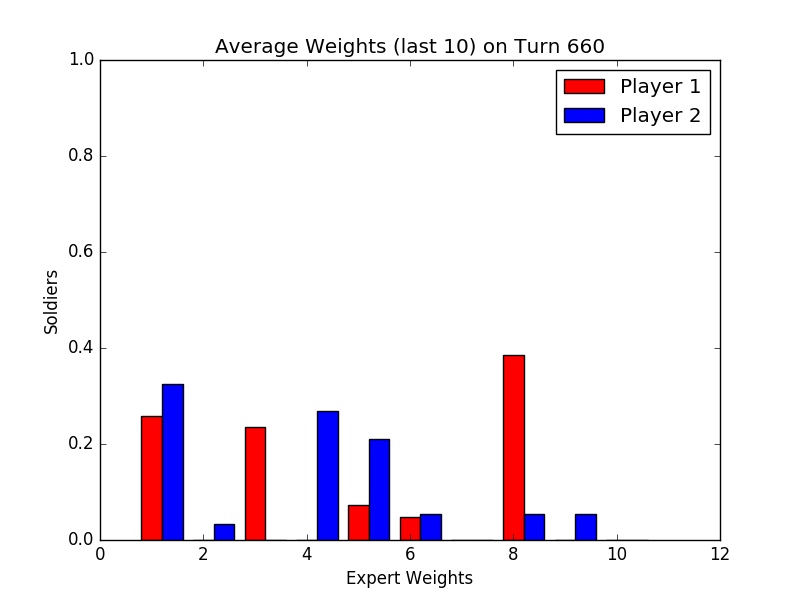 Average Weights (last 10) on Turn 660
1.0
Player 1
Player 2
0.8
0.6
Soldiers
0.4
0.2
0.0
0 2 4 6 8 10 12
Expert Weights